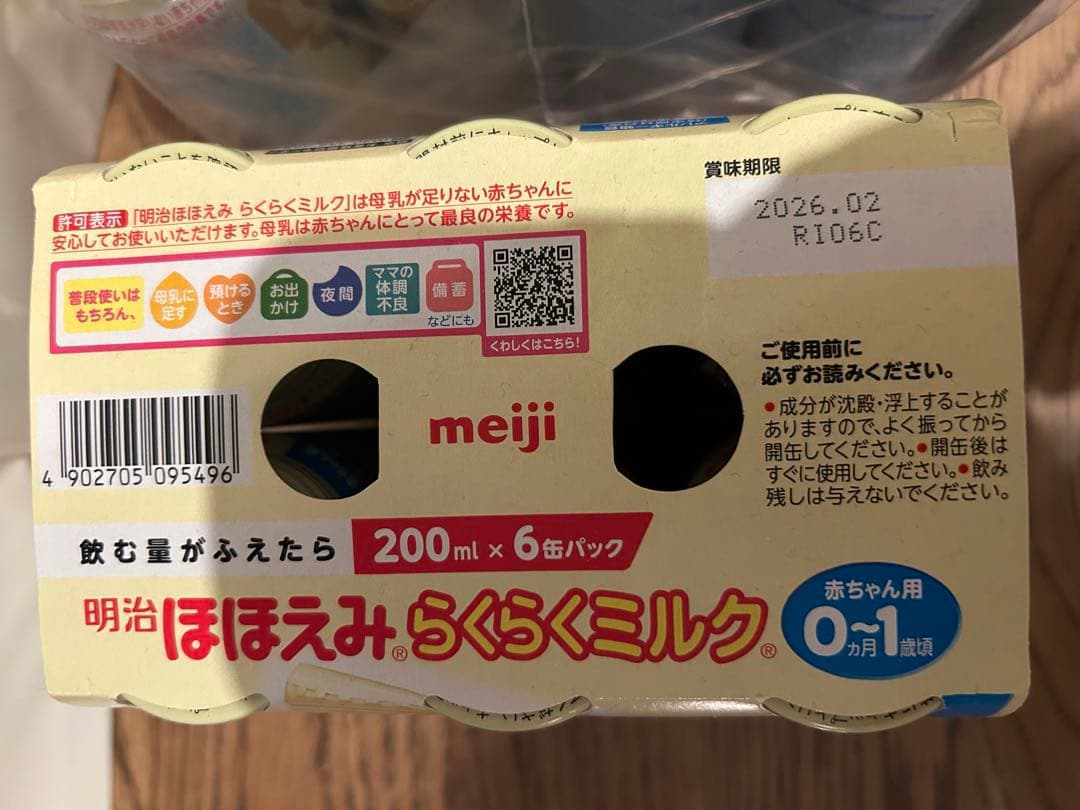 賞味期限
2026.02
RI06C
許可表示 「明治ほほえみ らくらくミルク」は母乳が足りない赤ちゃんに
安心してお使いいただけます。母乳は赤ちゃんにとって最良の栄養です。
普段使いは
もちろん、
母乳に
足す
預ける
とき
お出
かけ
夜間
ママの
体調
不良
備蓄
などにも
くわしくはこちら!
ご使用前に
必ずお読みください。
●成分が沈殿・浮上することが
ありますので、よく振ってから
開缶してください。●開缶後は
すぐに使用してください。●飲み
残しは与えないでください。
meiji
4 902705 095496
飲む量がふえたら
200ml × 6缶パック
明治ほほえみ® らくらくミルク®
赤ちゃん用
0ヵ月~1歳頃